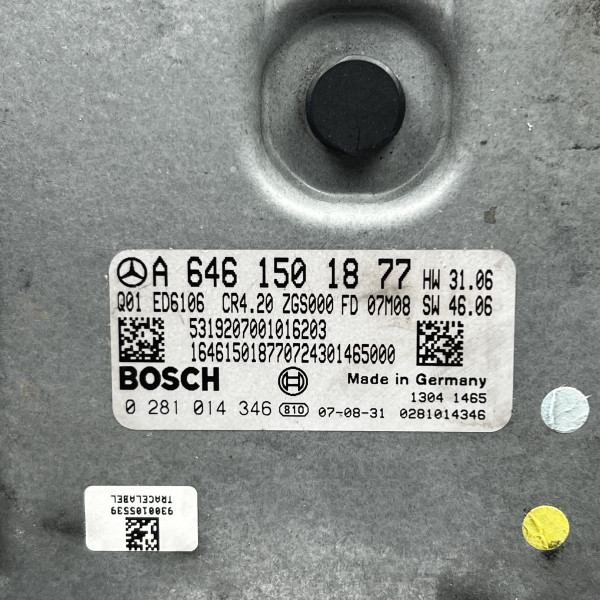 A 646 150 18 77 HW 31.06
Q01 ED6106 CR4.20 ZGS000 FD 07M08 SW 46.06
5319207001016203
164615018770724301465000
BOSCH Made in Germany
1304 1465
0 281 014 346 810 07-08-31 0281014346
9300105539
TRACELABEL